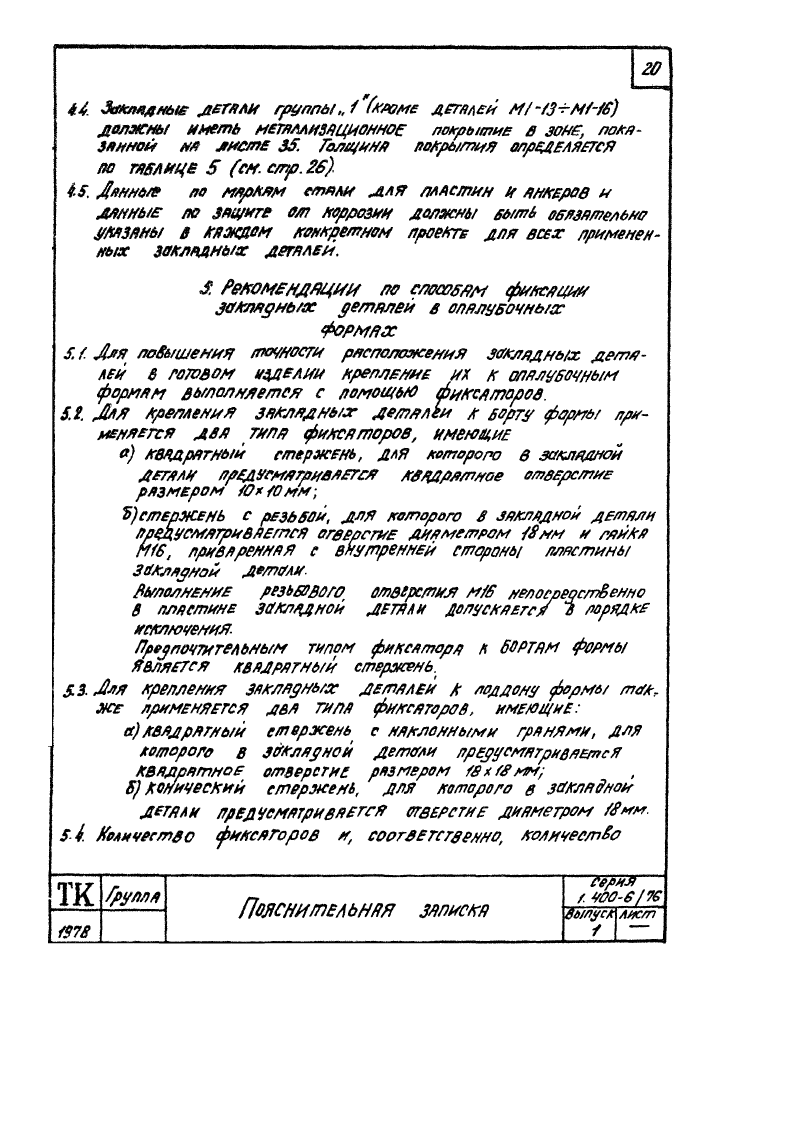 20
4.4. Закладные детали группы „1" (кроме деталей М1-13÷М1-16)
должны иметь металлизационное покрытие в зоне, пока-
занной на листе 35. Толщина покрытия определяется
по таблице 5 (см. стр. 26).
4.5. Данные по маркам стали для пластин и анкеров и
данные по защите от коррозии должны быть обязательно
указаны в каждом конкретном проекте для всех применен-
ных закладных деталей.
5. Рекомендации по способам фиксации
закладных деталей в опалубочных
формах
5.1. Для повышения точности расположения закладных дета-
лей в готовом изделии крепление их к опалубочным
формам выполняется с помощью фиксаторов.
5.2. Для крепления закладных деталей к борту формы при-
меняется два типа фиксаторов, имеющие
а) квадратный стержень, для которого в закладной
детали предусматривается квадратное отверстие
размером 10×10 мм;
б) стержень с резьбой, для которого в закладной детали
предусматривается отверстие диаметром 18 мм и гайка
М16, приваренная с внутренней стороны пластины
закладной детали.
Выполнение резьбового отверстия М16 непосредственно
в пластине закладной детали допускается в порядке
исключения.
Предпочтительным типом фиксатора к бортам формы
является квадратный стержень.
5.3. Для крепления закладных деталей к поддону формы так-
же применяется два типа фиксаторов, имеющие:
а) квадратный стержень с наклонными гранями, для
которого в закладной детали предусматривается
квадратное отверстие размером 18×18 мм;
б) конический стержень, для которого в закладной
детали предусматривается отверстие диаметром 18 мм.
5.4. Количество фиксаторов и, соответственно, количество
ТК
Группа
1978
Пояснительная записка
серия
1.400-6/76
Выпуск лист
1 —